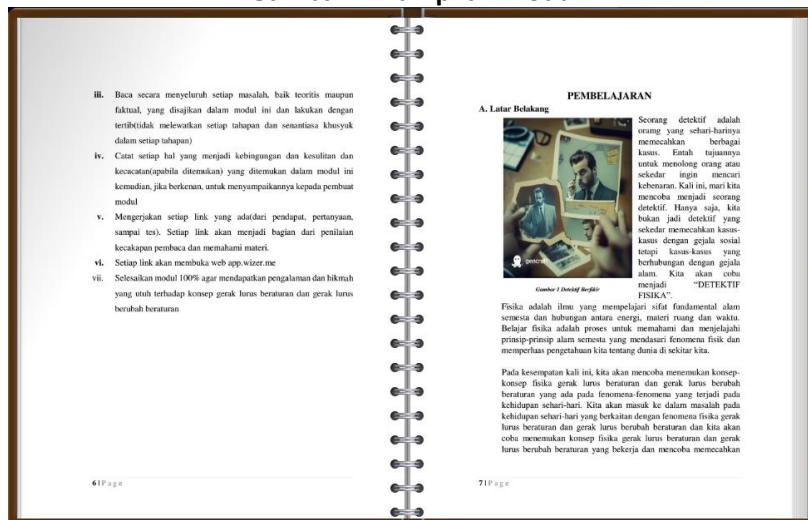 iii. Baca secara menyeluruh setiap masalah, baik teoritis maupun
faktual, yang disajikan dalam modul ini dan lakukan dengan
tertib(tidak melewatkan setiap tahapan dan senantiasa khusyuk
dalam setiap tahapan)
iv. Catat setiap hal yang menjadi kebingungan dan kesulitan dan
kecacatan(apabila ditemukan) yang ditemukan dalam modul ini
kemudian, jika berkenan, untuk menyampaikannya kepada pembuat
modul
v. Mengerjakan setiap link yang ada(dari pendapat, pertanyaan,
sampai tes). Setiap link akan menjadi bagian dari penilaian
kecakapan pembaca dan memahami materi.
vi. Setiap link akan membuka web app.wizer.me
vii. Selesaikan modul 100% agar mendapatkan pengalaman dan hikmah
yang utuh terhadap konsep gerak lurus beraturan dan gerak lurus
berubah beraturan
6|Page
PEMBELAJARAN
A. Latar Belakang
Seorang detektif adalah
oramg yang sehari-harinya
memecahkan berbagai
kasus. Entah tujuannya
untuk menolong orang atau
sekedar ingin mencari
kebenaran. Kali ini, mari kita
mencoba menjadi seorang
detektif. Hanya saja, kita
bukan jadi detektif yang
sekedar memecahkan kasus-
kasus dengan gejala sosial
tetapi kasus-kasus yang
berhubungan dengan gejala
alam. Kita akan coba
menjadi "DETEKTIF
FISIKA".
Gambar 1 Detektif Berfikir
Fisika adalah ilmu yang mempelajari sifat fundamental alam
semesta dan hubungan antara energi, materi ruang dan waktu.
Belajar fisika adalah proses untuk memahami dan menjelajahi
prinsip-prinsip alam semesta yang mendasari fenomena fisik dan
memperluas pengetahuan kita tentang dunia di sekitar kita.
Pada kesempatan kali ini, kita akan mencoba menemukan konsep-
konsep fisika gerak lurus beraturan dan gerak lurus berubah
beraturan yang ada pada fenomena-fenomena yang terjadi pada
kehidupan sehari-hari. Kita akan masuk ke dalam masalah pada
kehidupan sehari-hari yang berkaitan dengan fenomena fisika gerak
lurus beraturan dan gerak lurus berubah beraturan dan kita akan
coba menemukan konsep fisika gerak lurus beraturan dan gerak
lurus berubah beraturan yang bekerja dan mencoba memecahkan
7|Page